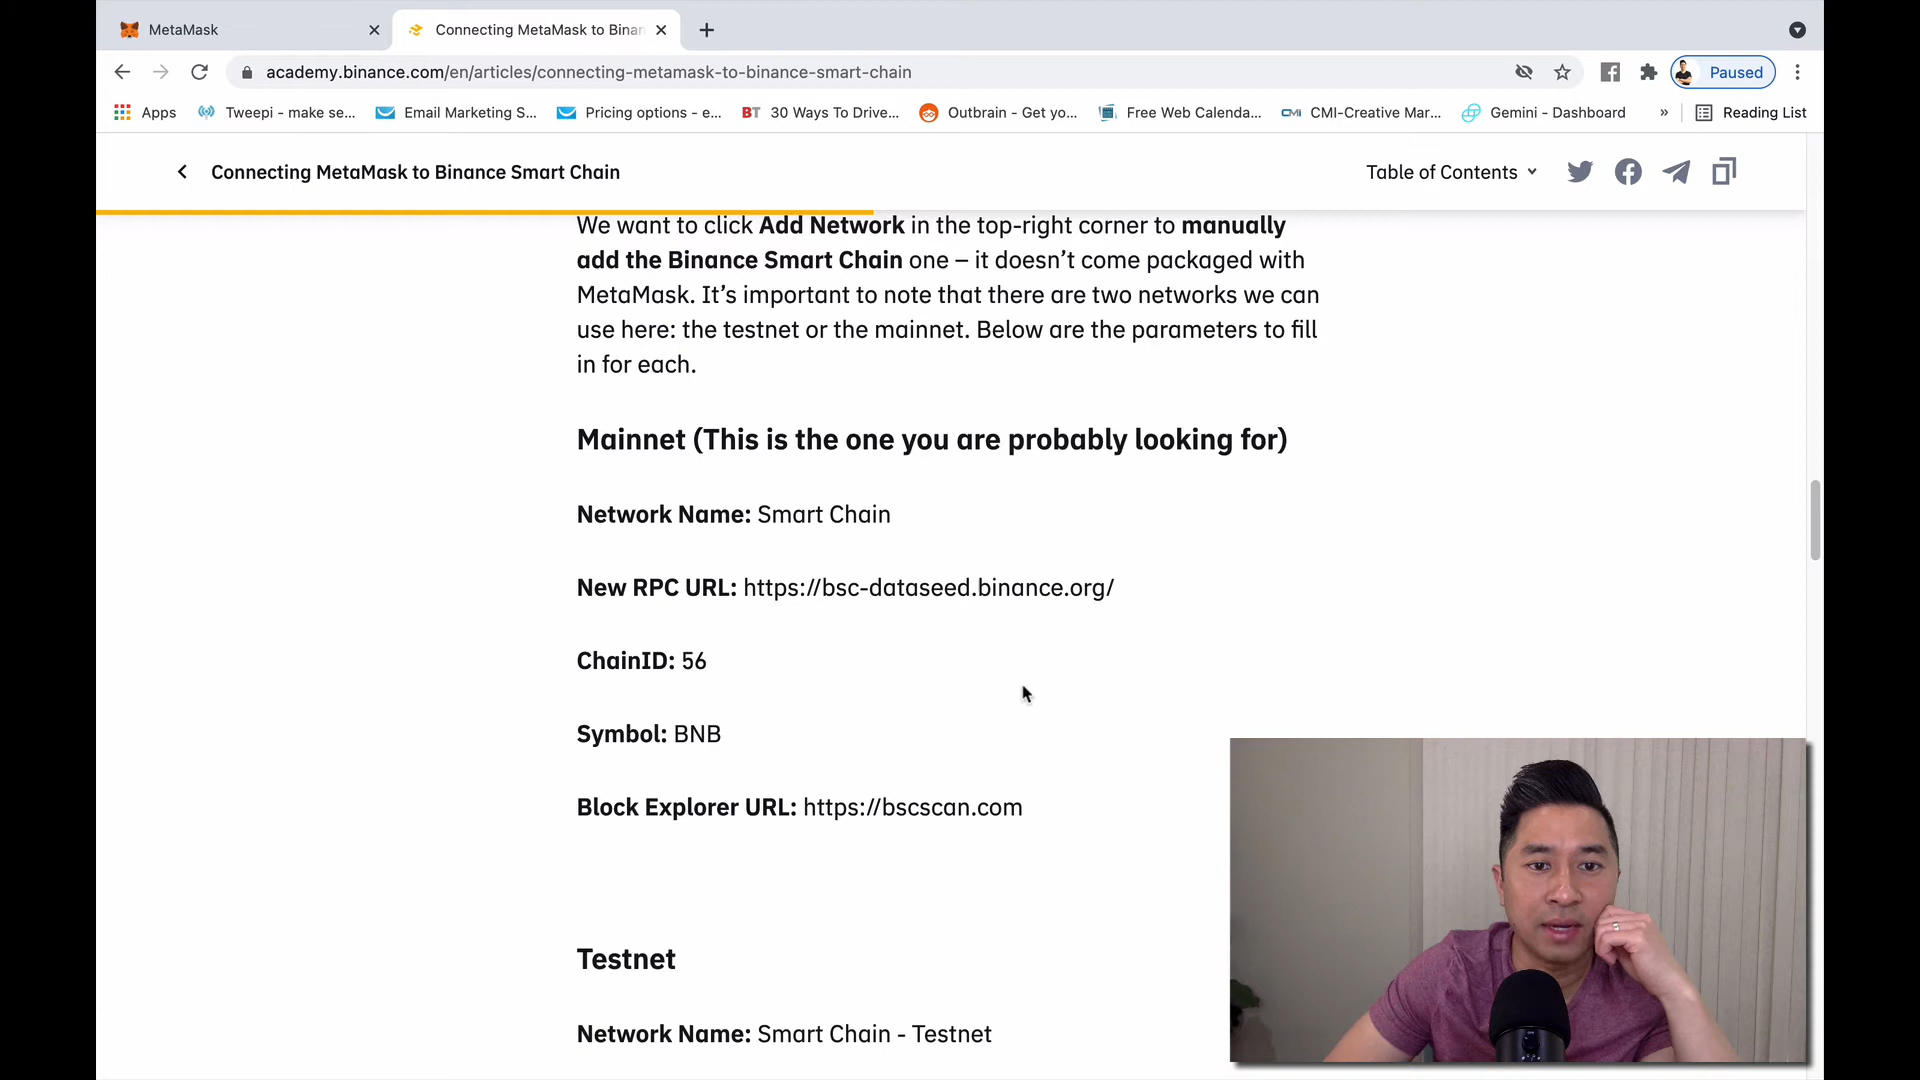 MetaMask
Connecting MetaMask to Binan
academy.binance.com/en/articles/connecting-metamask-to-binance-smart-chain
Paused
Apps
Tweepi - make se...
Email Marketing S...
Pricing options - e...
BT 30 Ways To Drive...
Outbrain - Get yo...
Free Web Calenda...
CMI CMI-Creative Mar...
Gemini - Dashboard
»
Reading List
Connecting MetaMask to Binance Smart Chain
Table of Contents
We want to click Add Network in the top-right corner to manually
add the Binance Smart Chain one – it doesn’t come packaged with
MetaMask. It’s important to note that there are two networks we can
use here: the testnet or the mainnet. Below are the parameters to fill
in for each.
Mainnet (This is the one you are probably looking for)
Network Name: Smart Chain
New RPC URL: https://bsc-dataseed.binance.org/
ChainID: 56
Symbol: BNB
Block Explorer URL: https://bscscan.com
Testnet
Network Name: Smart Chain - Testnet